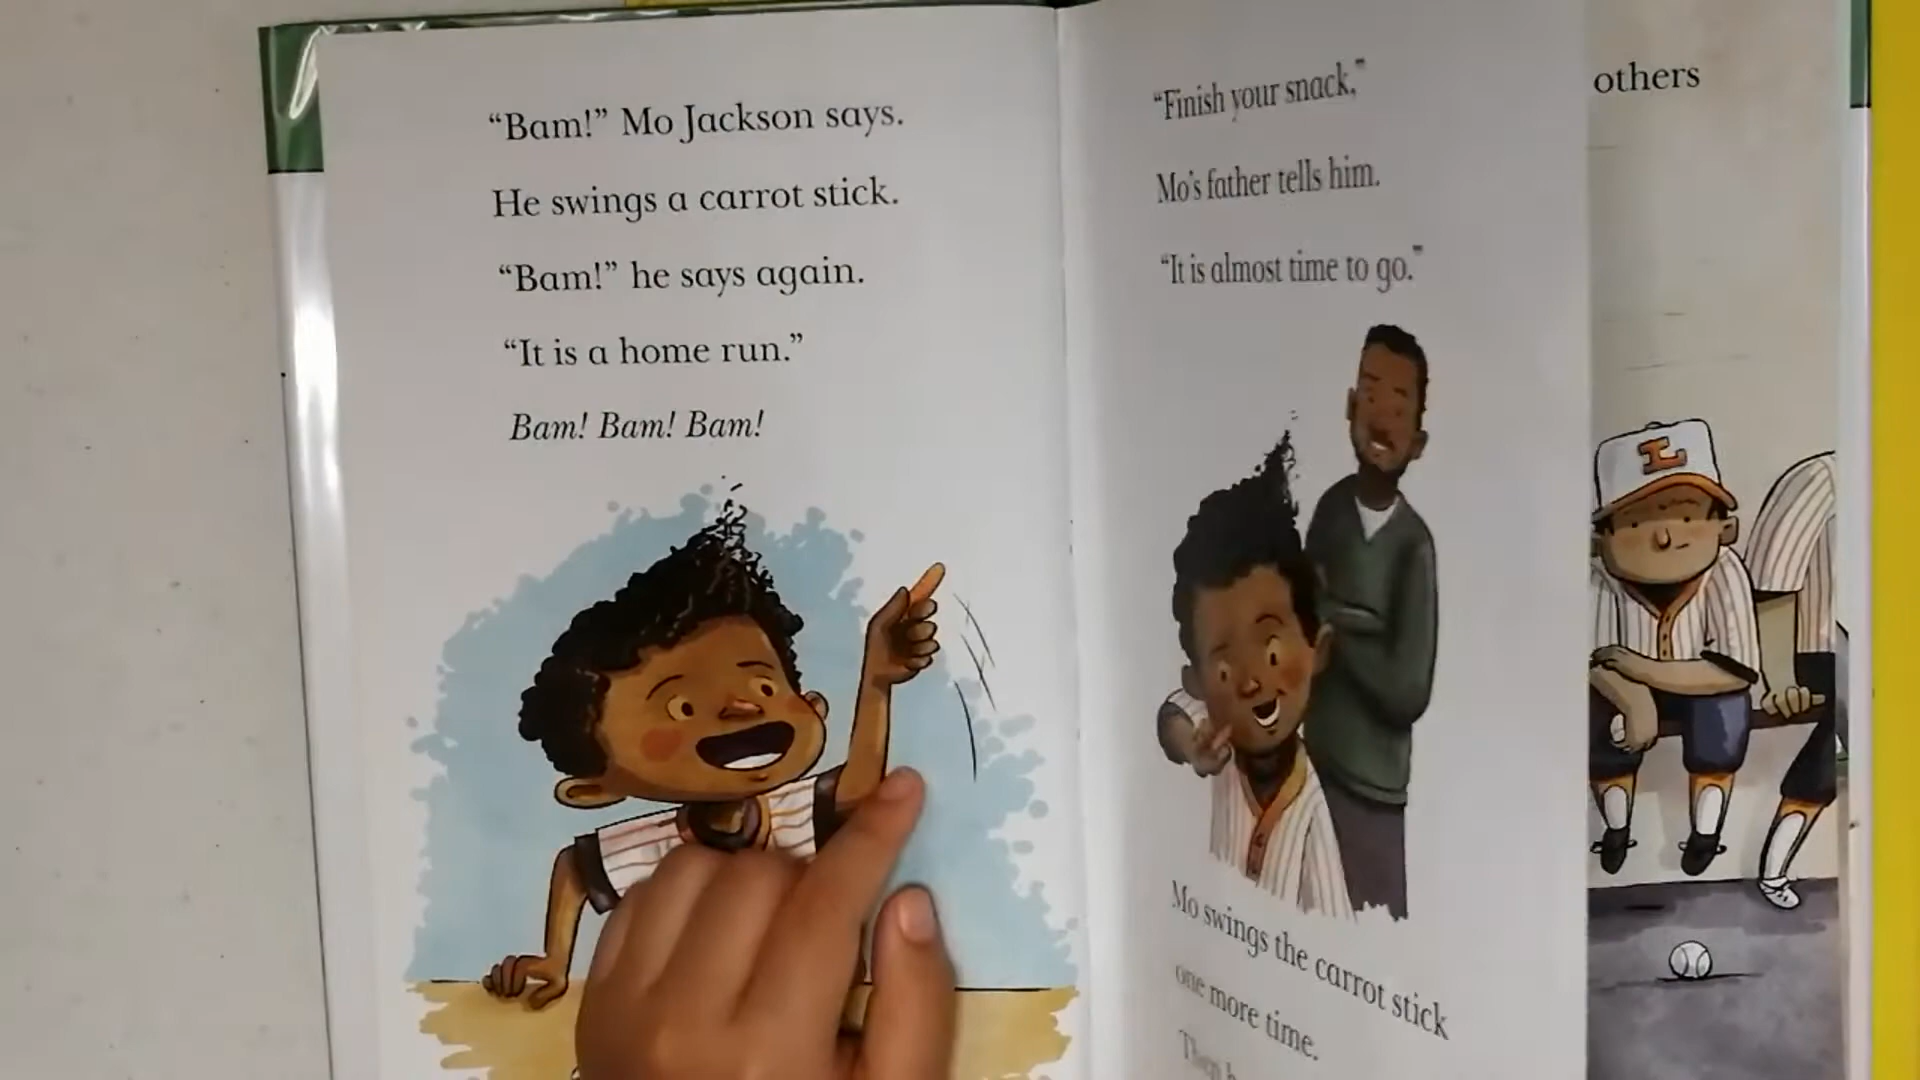 “Bam!” Mo Jackson says.
He swings a carrot stick.
“Bam!” he says again.
“It is a home run.”
Bam! Bam! Bam!
“Finish your snack,”
Mo’s father tells him.
“It is almost time to go.”
Mo swings the carrot stick
one more time.
Then
others
L